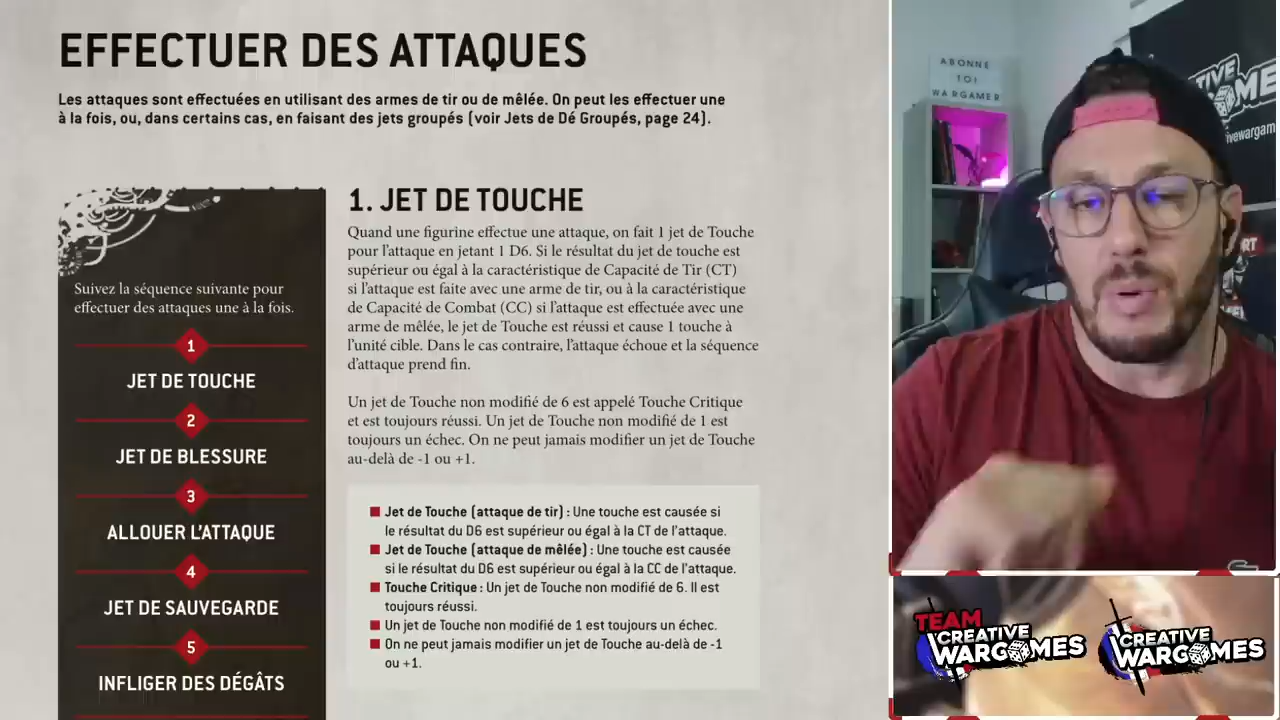 EFFECTUER DES ATTAQUES
Les attaques sont effectuées en utilisant des armes de tir ou de mêlée. On peut les effectuer une
à la fois, ou, dans certains cas, en faisant des jets groupés (voir Jets de Dé Groupés, page 24).
Suivez la séquence suivante pour
effectuer des attaques une à la fois.
1
JET DE TOUCHE
2
JET DE BLESSURE
3
ALLOUER L'ATTAQUE
4
JET DE SAUVEGARDE
5
INFLIGER DES DÉGÂTS
1. JET DE TOUCHE
Quand une figurine effectue une attaque, on fait 1 jet de Touche
pour l'attaque en jetant 1 D6. Si le résultat du jet de touche est
supérieur ou égal à la caractéristique de Capacité de Tir (CT)
si l'attaque est faite avec une arme de tir, ou à la caractéristique
de Capacité de Combat (CC) si l'attaque est effectuée avec une
arme de mêlée, le jet de Touche est réussi et cause 1 touche à
l'unité cible. Dans le cas contraire, l'attaque échoue et la séquence
d'attaque prend fin.
Un jet de Touche non modifié de 6 est appelé Touche Critique
et est toujours réussi. Un jet de Touche non modifié de 1 est
toujours un échec. On ne peut jamais modifier un jet de Touche
au-delà de -1 ou +1.
Jet de Touche (attaque de tir) : Une touche est causée si
le résultat du D6 est supérieur ou égal à la CT de l'attaque.
Jet de Touche (attaque de mêlée) : Une touche est causée
si le résultat du D6 est supérieur ou égal à la CC de l'attaque.
Touche Critique : Un jet de Touche non modifié de 6. Il est
toujours réussi.
Un jet de Touche non modifié de 1 est toujours un échec.
On ne peut jamais modifier un jet de Touche au-delà de -1
ou +1.
ABONNE
TOI
WARGAMER
TEAM
CREATIVE
WARGAMES
CREATIVE
WARGAMES